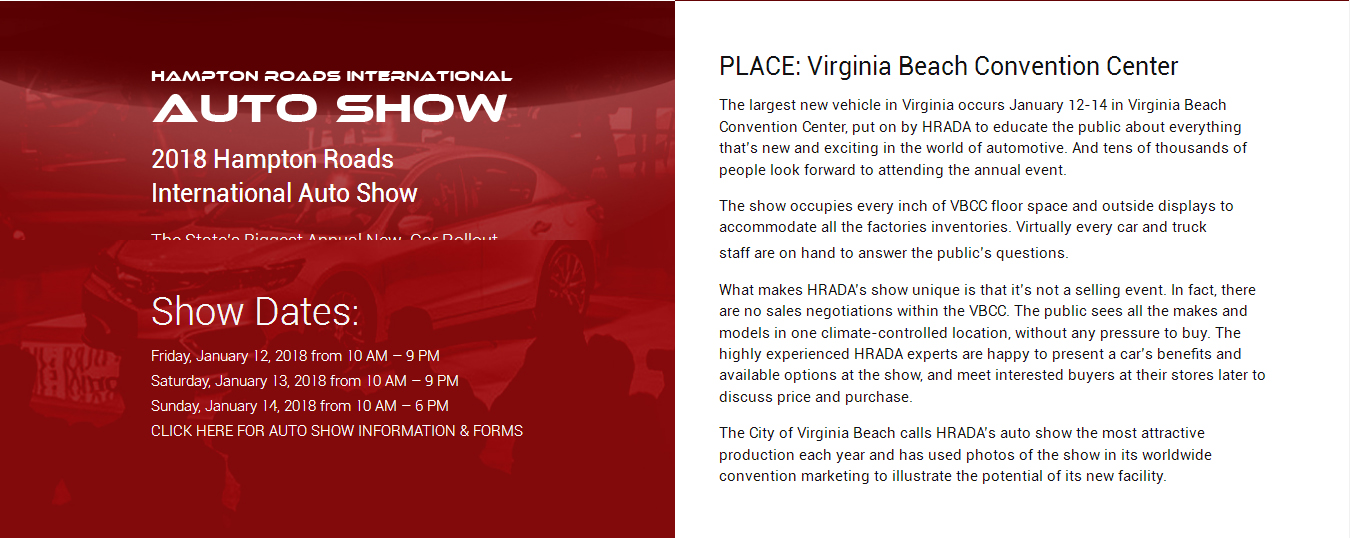 HAMPTON ROADS INTERNATIONAL
AUTO SHOW
2018 Hampton Roads
International Auto Show
The State's Biggest Annual New-Car Rollout
Show Dates:
Friday, January 12, 2018 from 10 AM – 9 PM
Saturday, January 13, 2018 from 10 AM – 9 PM
Sunday, January 14, 2018 from 10 AM – 6 PM
CLICK HERE FOR AUTO SHOW INFORMATION & FORMS
PLACE: Virginia Beach Convention Center
The largest new vehicle in Virginia occurs January 12-14 in Virginia Beach
Convention Center, put on by HRADA to educate the public about everything
that's new and exciting in the world of automotive. And tens of thousands of
people look forward to attending the annual event.
The show occupies every inch of VBCC floor space and outside displays to
accommodate all the factories inventories. Virtually every car and truck
staff are on hand to answer the public's questions.
What makes HRADA's show unique is that it's not a selling event. In fact, there
are no sales negotiations within the VBCC. The public sees all the makes and
models in one climate-controlled location, without any pressure to buy. The
highly experienced HRADA experts are happy to present a car's benefits and
available options at the show, and meet interested buyers at their stores later to
discuss price and purchase.
The City of Virginia Beach calls HRADA's auto show the most attractive
production each year and has used photos of the show in its worldwide
convention marketing to illustrate the potential of its new facility.